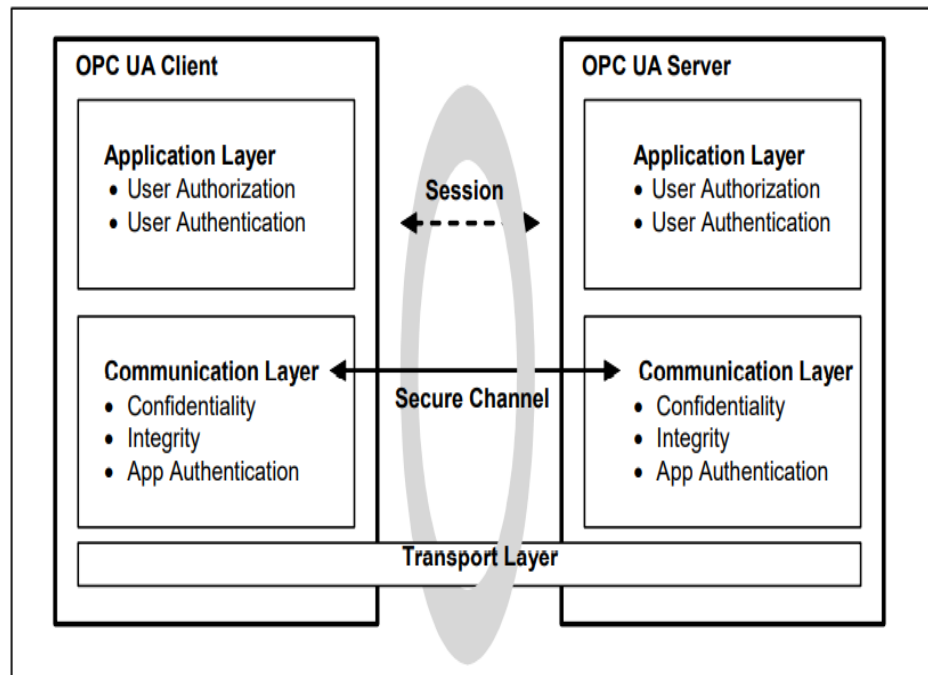 OPC UA Client
Application Layer
• User Authorization
• User Authentication
Communication Layer
• Confidentiality
• Integrity
• App Authentication
Session
Secure Channel
OPC UA Server
Application Layer
• User Authorization
• User Authentication
Communication Layer
• Confidentiality
• Integrity
• App Authentication
Transport Layer